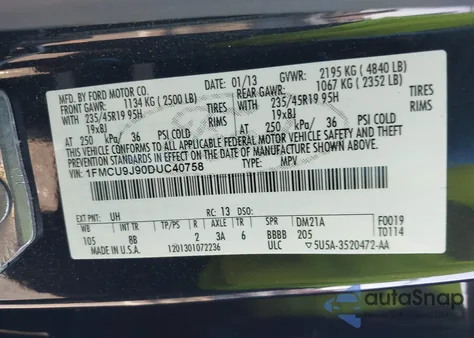 MFD. BY FORD MOTOR CO. 01/13 GVWR: 2195 KG (4840 LB)
FRONT GAWR: 1134 KG (2500 LB) REAR GAWR: 1067 KG (2352 LB)
WITH 235/45R19 95H TIRES WITH 235/45R19 95H TIRES
19x8J RIMS 19x8J RIMS
AT 250 kPa/ 36 PSI COLD AT 250 kPa/ 36 PSI COLD
THIS VEHICLE CONFORMS TO ALL APPLICABLE FEDERAL MOTOR VEHICLE SAFETY, BUMPER, AND THEFT PREVENTION STANDARDS IN EFFECT ON THE DATE OF MANUFACTURE SHOWN ABOVE.
VIN: 1FMCU9J90DUC40758
TYPE: MPV
EXT PNT: UH RC: 13 DSO:
WB INT TR TP/PS R AXLE TR SPR DM21A F0019
105 8B 2 3A 6 BBBB 205 T0114
MADE IN U.S.A. 1201301072236 ULC 5U5A-3520472-AA
autoSnap